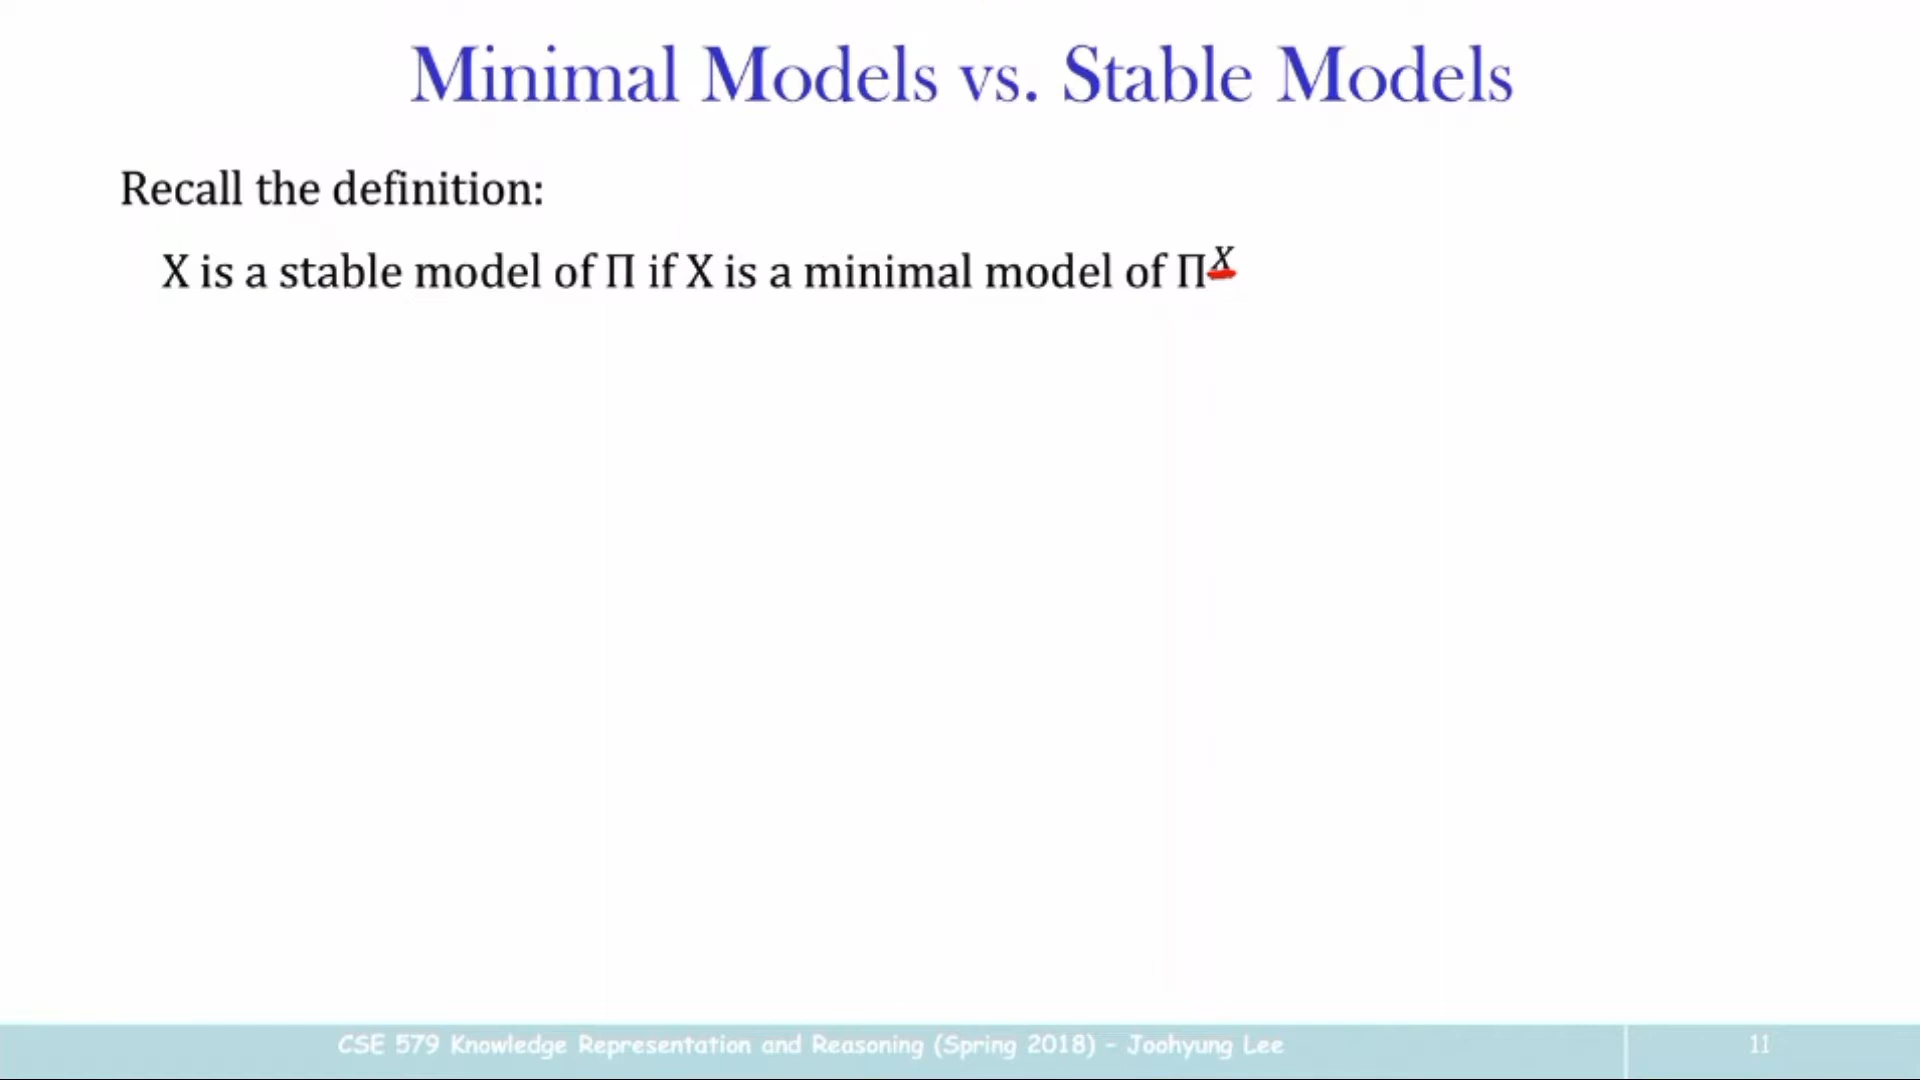 Minimal Models vs. Stable Models
Recall the definition:
X is a stable model of Π if X is a minimal model of Π^X
CSE 579 Knowledge Representation and Reasoning (Spring 2018) - Joohyung Lee
11